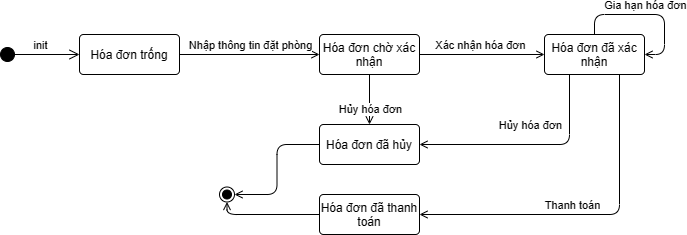 Gia hạn hóa đơn
init
Hóa đơn trống
Nhập thông tin đặt phòng
Hóa đơn chờ xác
nhận
Xác nhận hóa đơn
Hóa đơn đã xác
nhận
Hủy hóa đơn
Hủy hóa đơn
Hóa đơn đã hủy
Hóa đơn đã thanh
toán
Thanh toán